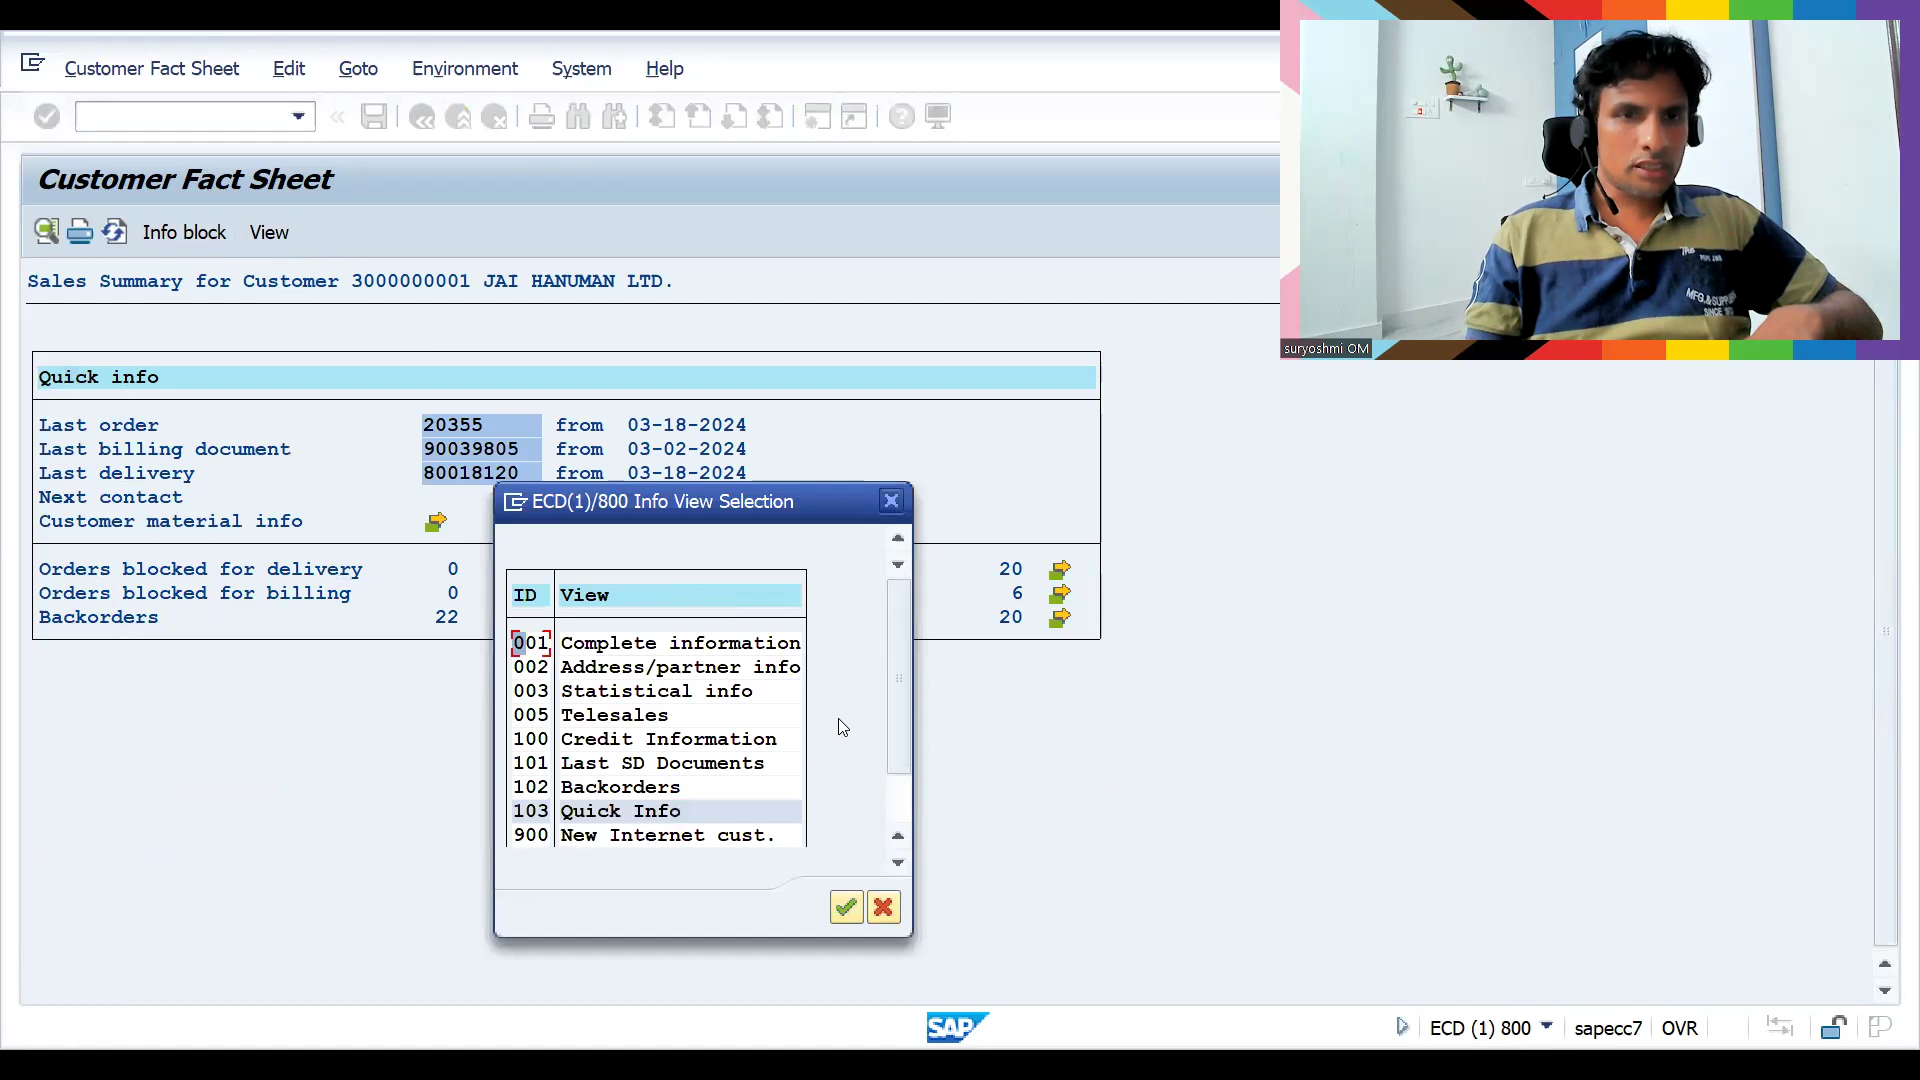 Customer Fact Sheet Edit Goto Environment System Help
Customer Fact Sheet
Info block View
Sales Summary for Customer 3000000001 JAI HANUMAN LTD.
Quick info
Last order 20355 from 03-18-2024
Last billing document 90039805 from 03-02-2024
Last delivery 80018120 from 03-18-2024
Next contact
Customer material info
Orders blocked for delivery 0 20
Orders blocked for billing 0 6
Backorders 22 20
ECD(1)/800 Info View Selection
ID View
001 Complete information
002 Address/partner info
003 Statistical info
005 Telesales
100 Credit Information
101 Last SD Documents
102 Backorders
103 Quick Info
900 New Internet cust.
SAP
ECD (1) 800 sapecc7 OVR
suryoshmi OM
MFG.&SUPP
SINCE